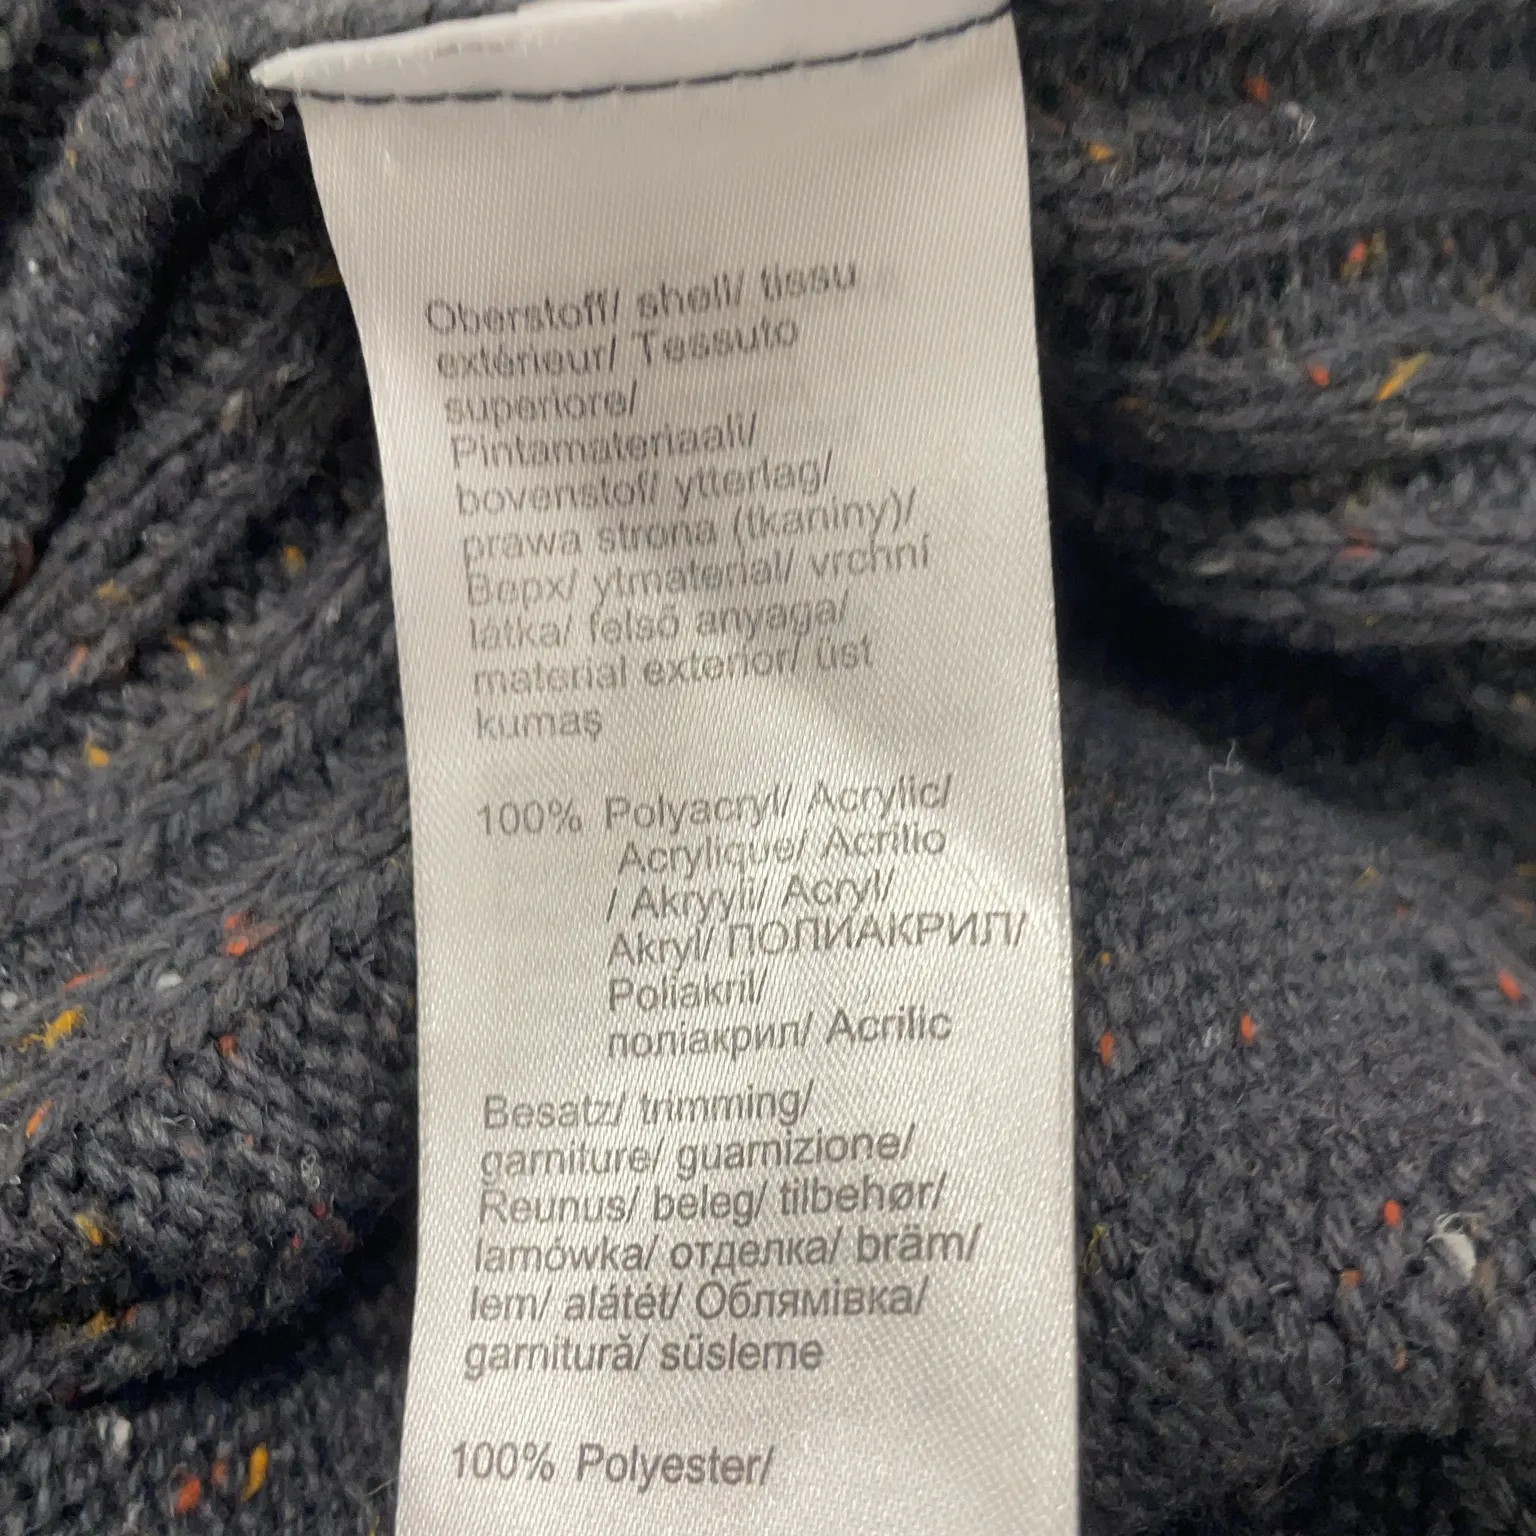 Oberstoff/ shell/ tissu
extérieur/ Tessuto
superiore/
Pintamateriaali/
bovenstof/ ytterlag/
prawa strona (tkaniny)/
Верх/ ytmaterial/ vrchní
látka/ felső anyaga/
material exterior/ üst
kumaş
100% Polyacryl/ Acrylic/
Acrylique/ Acrilio
/ Akryyli/ Acryl/
Akryl/ ПОЛИАКРИЛ/
Poliakril/
поліакрил/ Acrilic
Besatz/ trimming/
garniture/ guarnizione/
Reunus/ beleg/ tilbehør/
lamówka/ отделка/ bräm/
lem/ alátét/ Облямівка/
garnitură/ süsleme
100% Polyester/